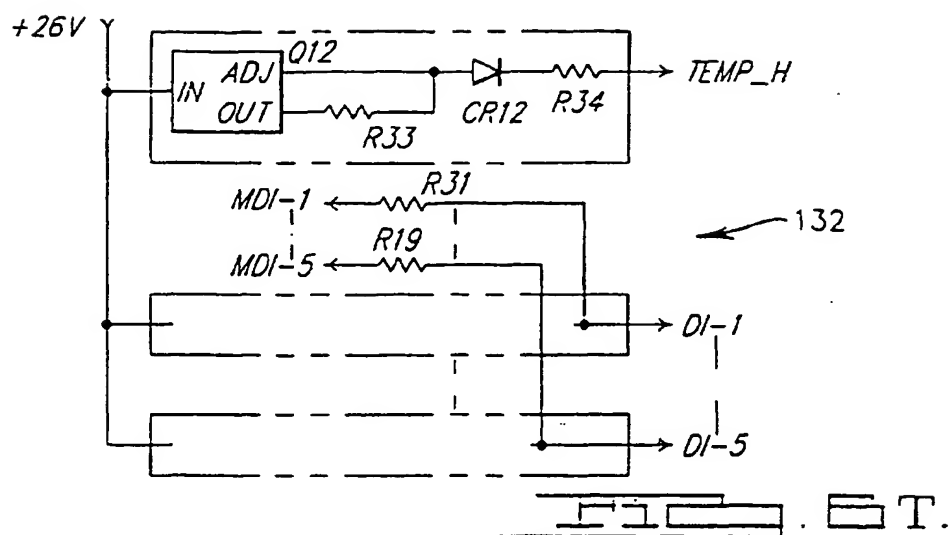 +26V
Q12
ADJ
IN
OUT
R33
CR12
R34
TEMP_H
MDI-1
R31
132
MDI-5
R19
DI-1
DI-5